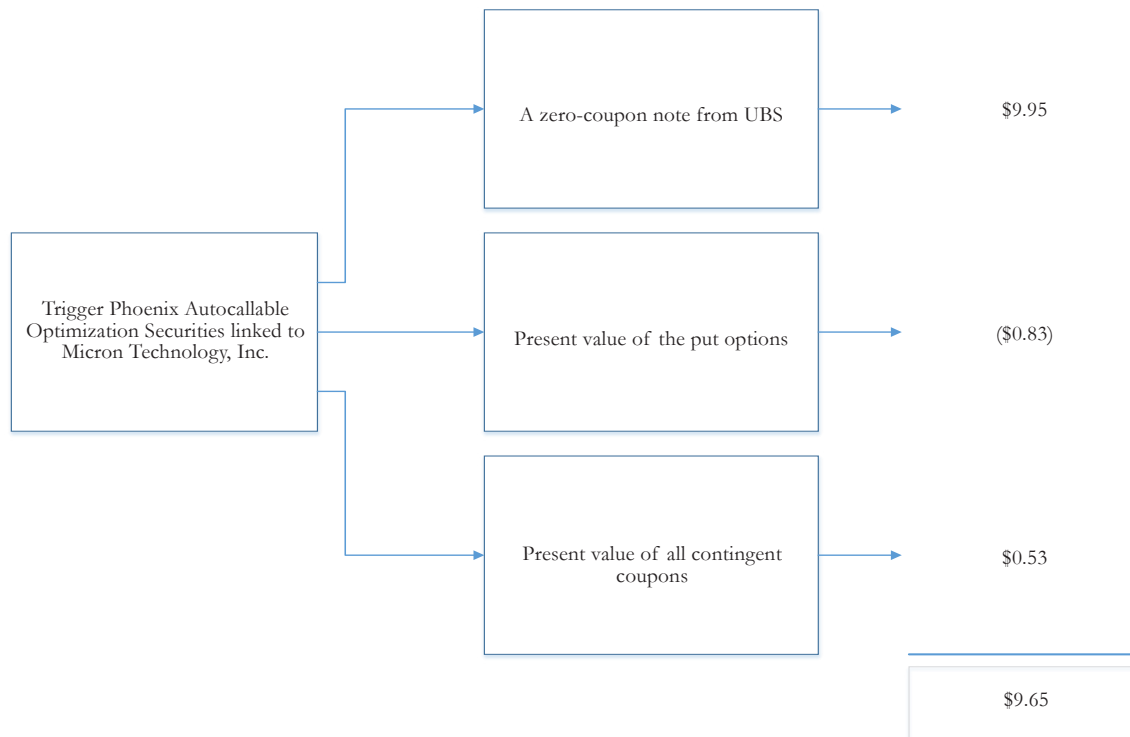 A zero-coupon note from UBS
$9.95
Trigger Phoenix Autocallable
Optimization Securities linked to
Micron Technology, Inc.
Present value of the put options
($0.83)
Present value of all contingent
coupons
$0.53
$9.65